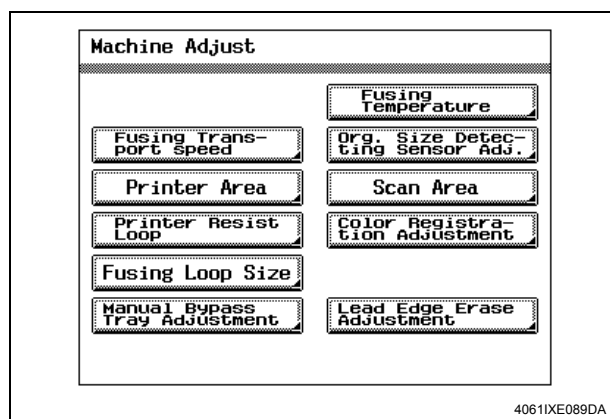 Machine Adjust
Fusing
Temperature
Fusing Trans-
port speed
Org. Size Detec-
ting Sensor Adj.
Printer Area
Scan Area
Printer Resist
Loop
Color Registra-
tion Adjustment
Fusing Loop Size
Manual Bypass
Tray Adjustment
Lead Edge Erase
Adjustment
4061IXE089DA